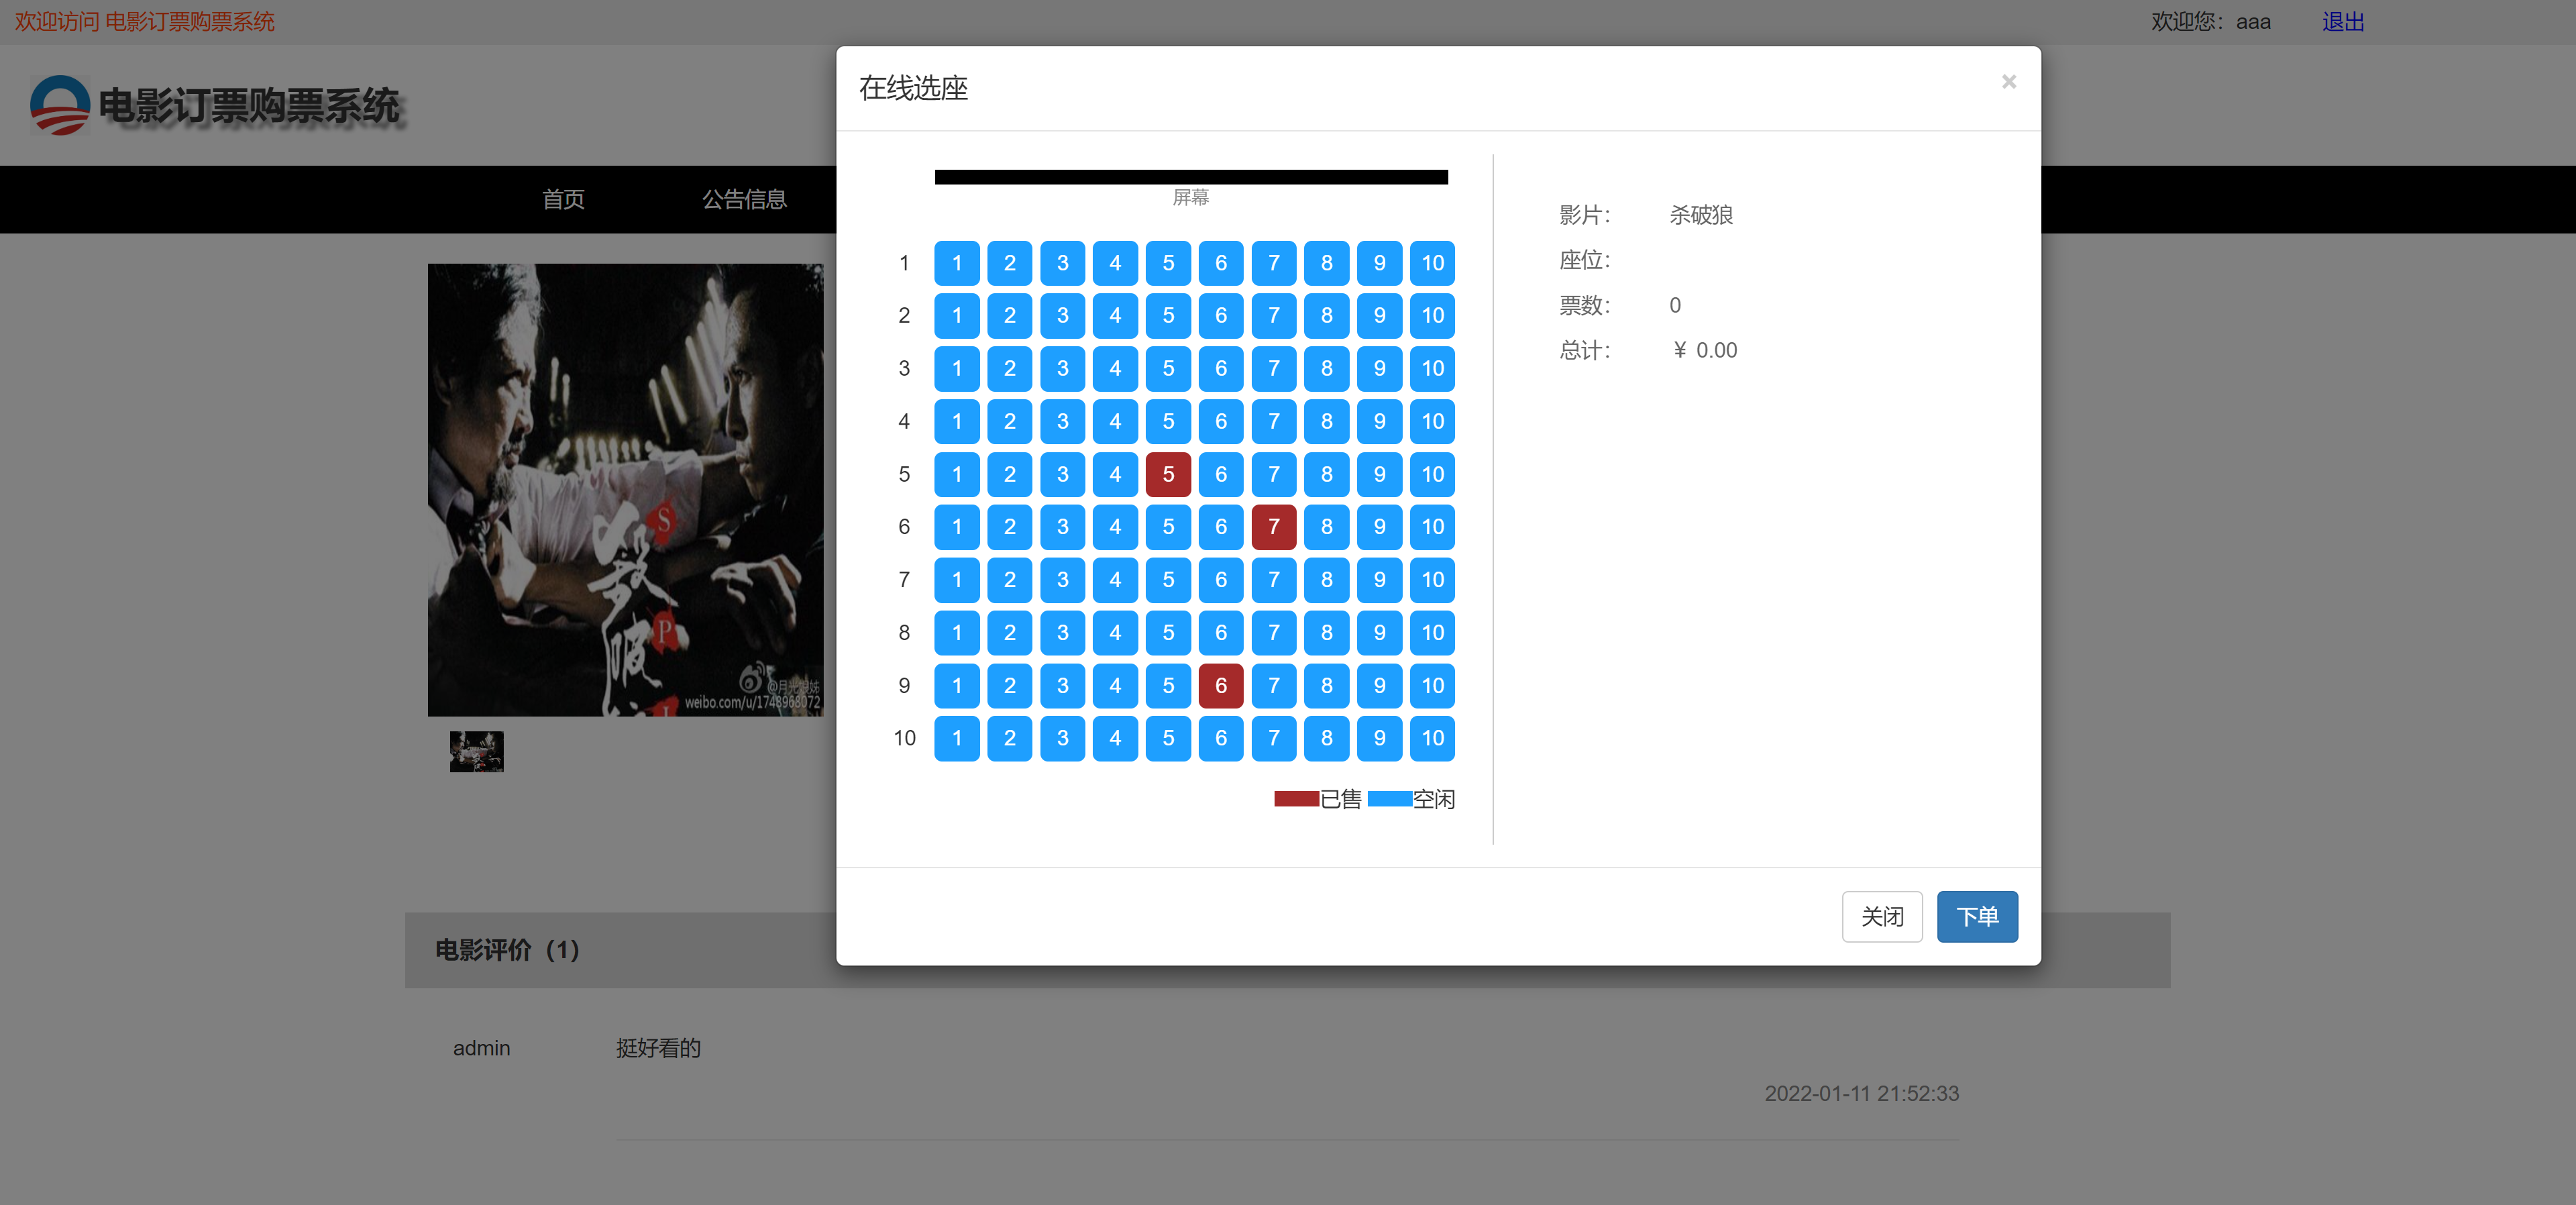 欢迎访问 电影订票购票系统
欢迎您：aaa 退出
电影订票购票系统
首页 公告信息
在线选座 ×
屏幕
1 1 2 3 4 5 6 7 8 9 10
2 1 2 3 4 5 6 7 8 9 10
3 1 2 3 4 5 6 7 8 9 10
4 1 2 3 4 5 6 7 8 9 10
5 1 2 3 4 5 6 7 8 9 10
6 1 2 3 4 5 6 7 8 9 10
7 1 2 3 4 5 6 7 8 9 10
8 1 2 3 4 5 6 7 8 9 10
9 1 2 3 4 5 6 7 8 9 10
10 1 2 3 4 5 6 7 8 9 10
已售 空闲
影片： 杀破狼
座位：
票数： 0
总计： ¥ 0.00
关闭 下单
S
殺
P
破
weibo.com/u/1748968072
电影评价（1）
admin 挺好看的
2022-01-11 21:52:33